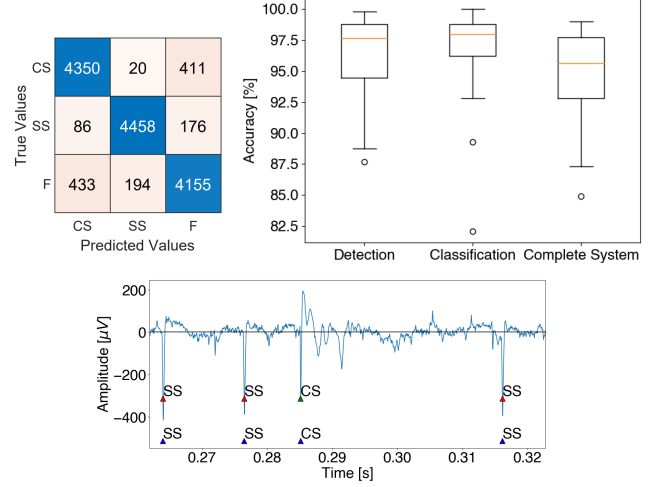 CS 4350 20 411
SS 86 4458 176
F 433 194 4155
CS SS F
True Values
Predicted Values
100.0
97.5
95.0
92.5
90.0
87.5
85.0
82.5
Accuracy [%]
Detection Classification Complete System
200
0
−200
−400
Amplitude [µV]
SS SS CS SS
SS SS CS SS
0.27 0.28 0.29 0.30 0.31 0.32
Time [s]